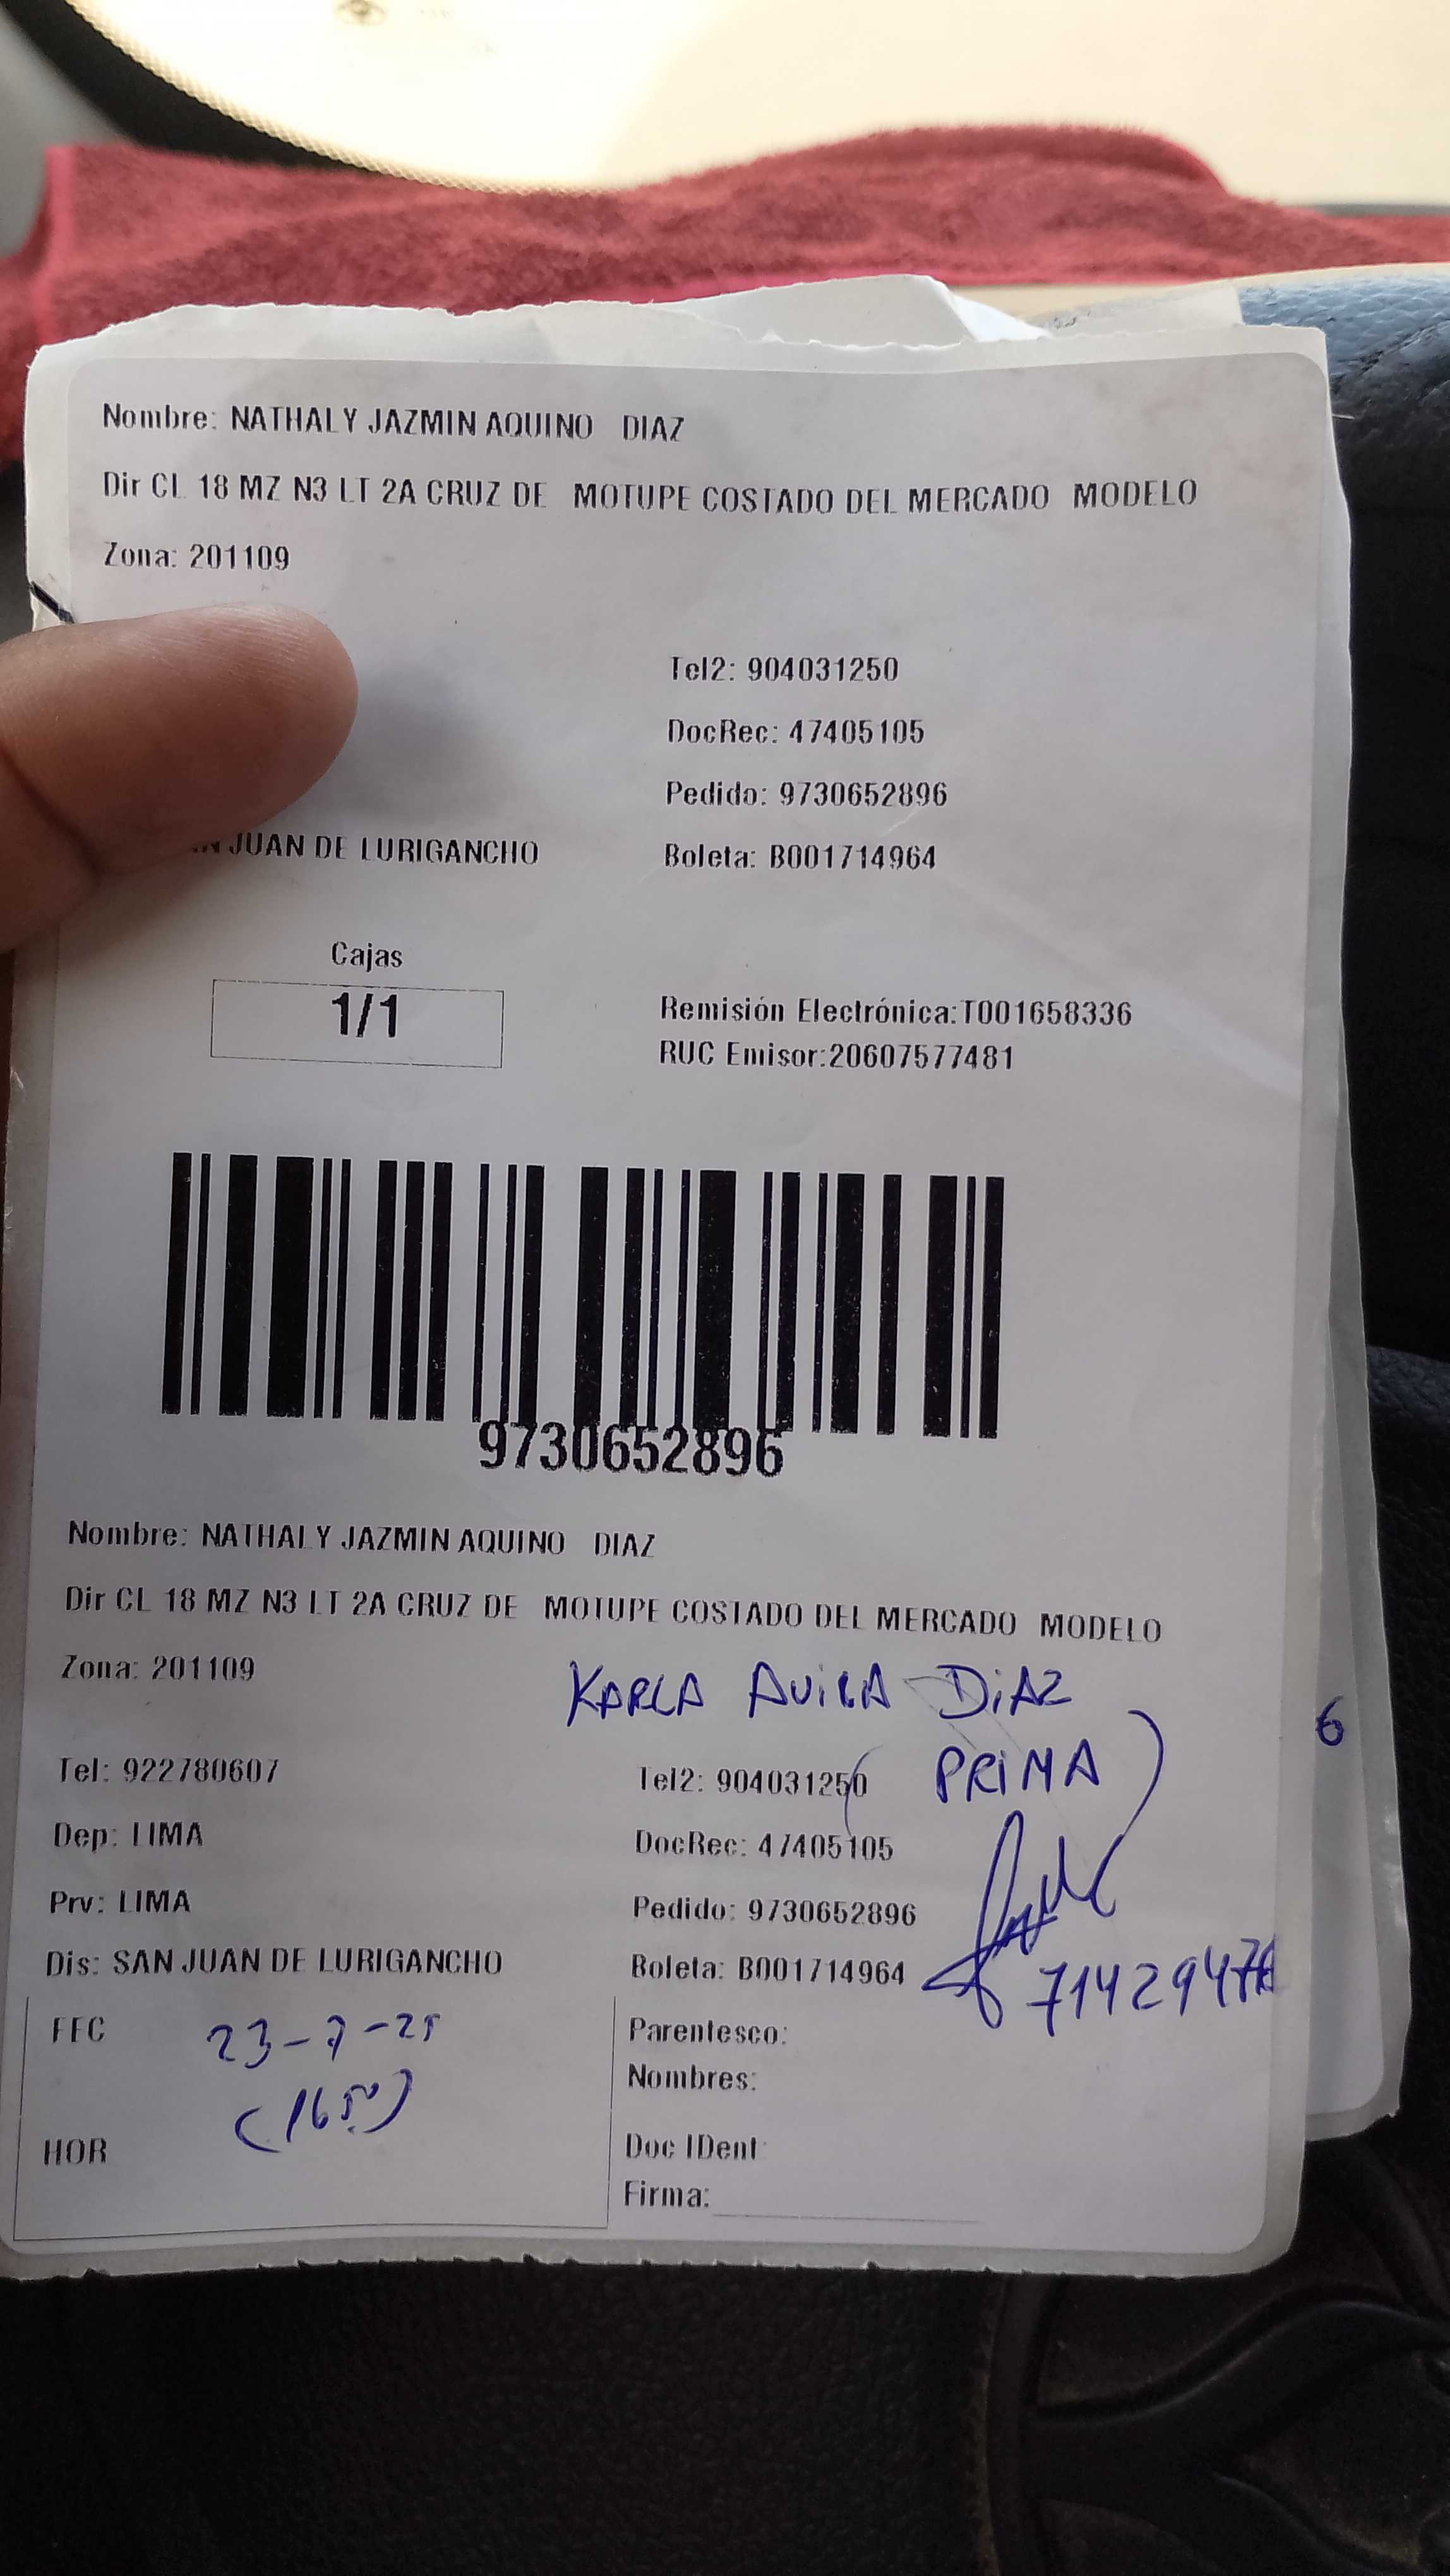 Nombre: NATHALY JAZMIN AQUINO DIAZ
Dir CL 18 MZ N3 LT 2A CRUZ DE MOTUPE COSTADO DEL MERCADO MODELO
Zona: 201109
Tel2: 904031250
DocRec: 47405105
Pedido: 9730652896
JUAN DE LURIGANCHO
Boleta: B001714964
Cajas
1/1
Remisión Electrónica:T001658336
RUC Emisor:20607577481
9730652896
Nombre: NATHALY JAZMIN AQUINO DIAZ
Dir CL 18 MZ N3 LT 2A CRUZ DE MOTUPE COSTADO DEL MERCADO MODELO
Zona: 201109
KARLA AVILA DiAZ
(PRiMA)
6
Tel: 922780607
Tel2: 904031250
Dep: LIMA
DocRec: 47405105
Prv: LIMA
Pedido: 9730652896
Dis: SAN JUAN DE LURIGANCHO
Boleta: B001714964
FEC 23-7-25
Parentesco:
Nombres:
HOR
Doc IDent
Firma: